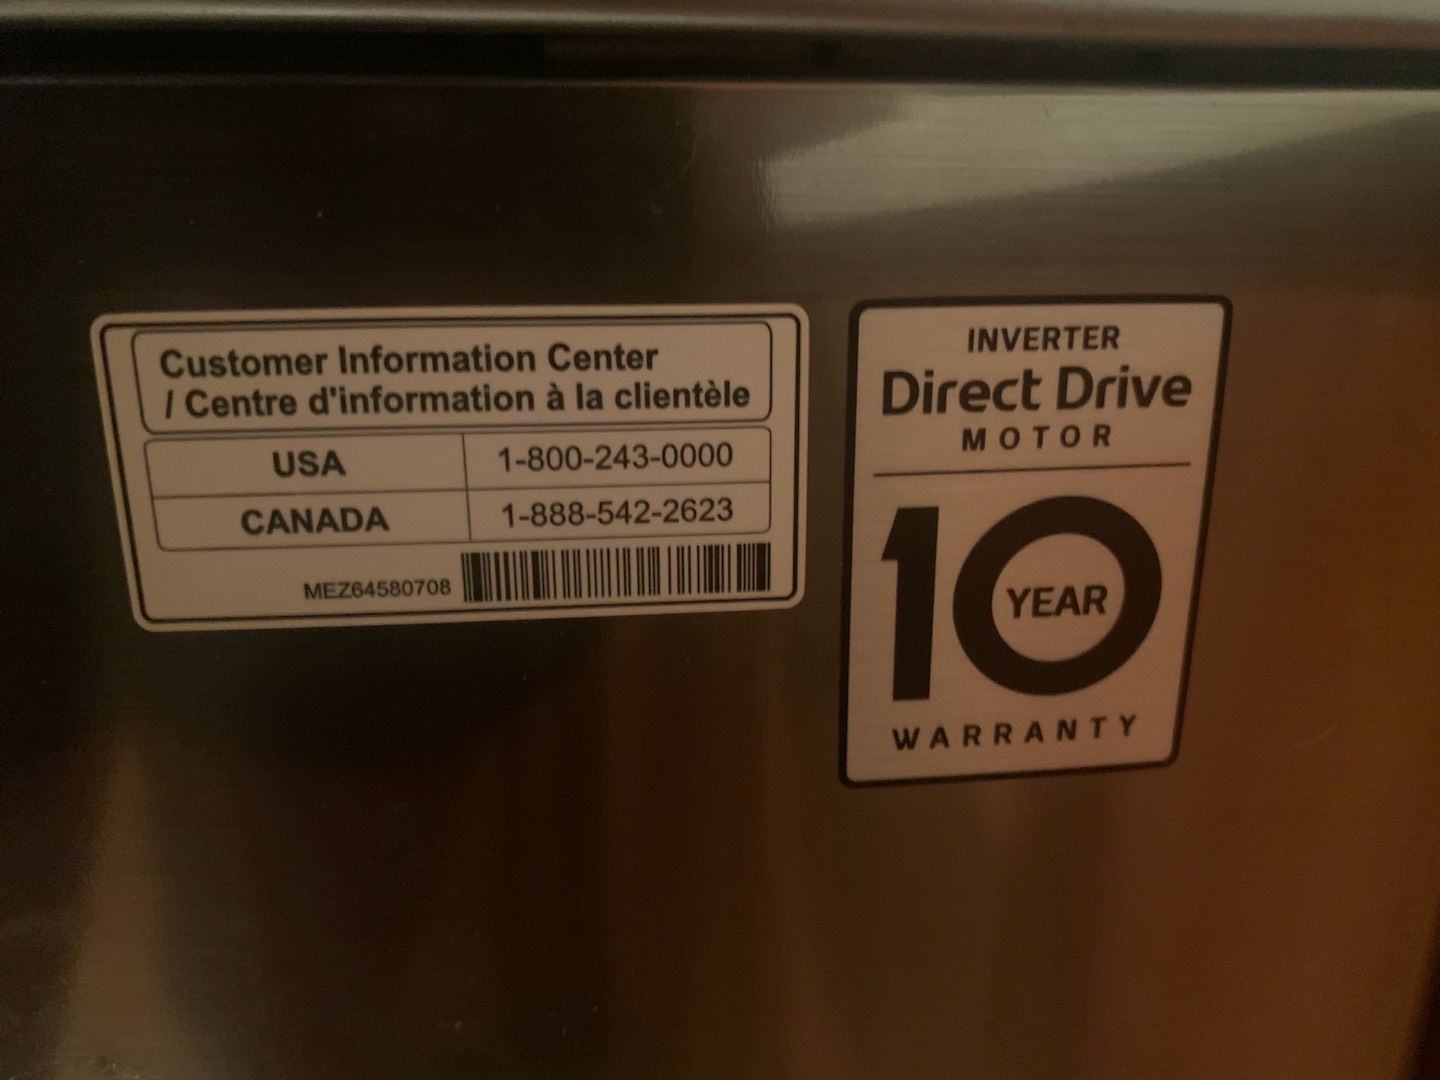 Customer Information Center
/ Centre d'information à la clientèle
USA 1-800-243-0000
CANADA 1-888-542-2623
MEZ64580708
INVERTER
Direct Drive
MOTOR
10
YEAR
WARRANTY